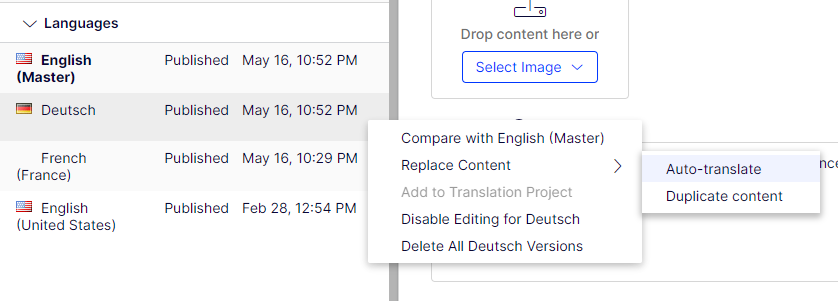 Languages
English
(Master)
Published
May 16, 10:52 PM
Deutsch
Published
May 16, 10:52 PM
French
(France)
Published
May 16, 10:29 PM
English
(United States)
Published
Feb 28, 12:54 PM
Drop content here or
Select Image
Compare with English (Master)
Replace Content
Add to Translation Project
Disable Editing for Deutsch
Delete All Deutsch Versions
Auto-translate
Duplicate content